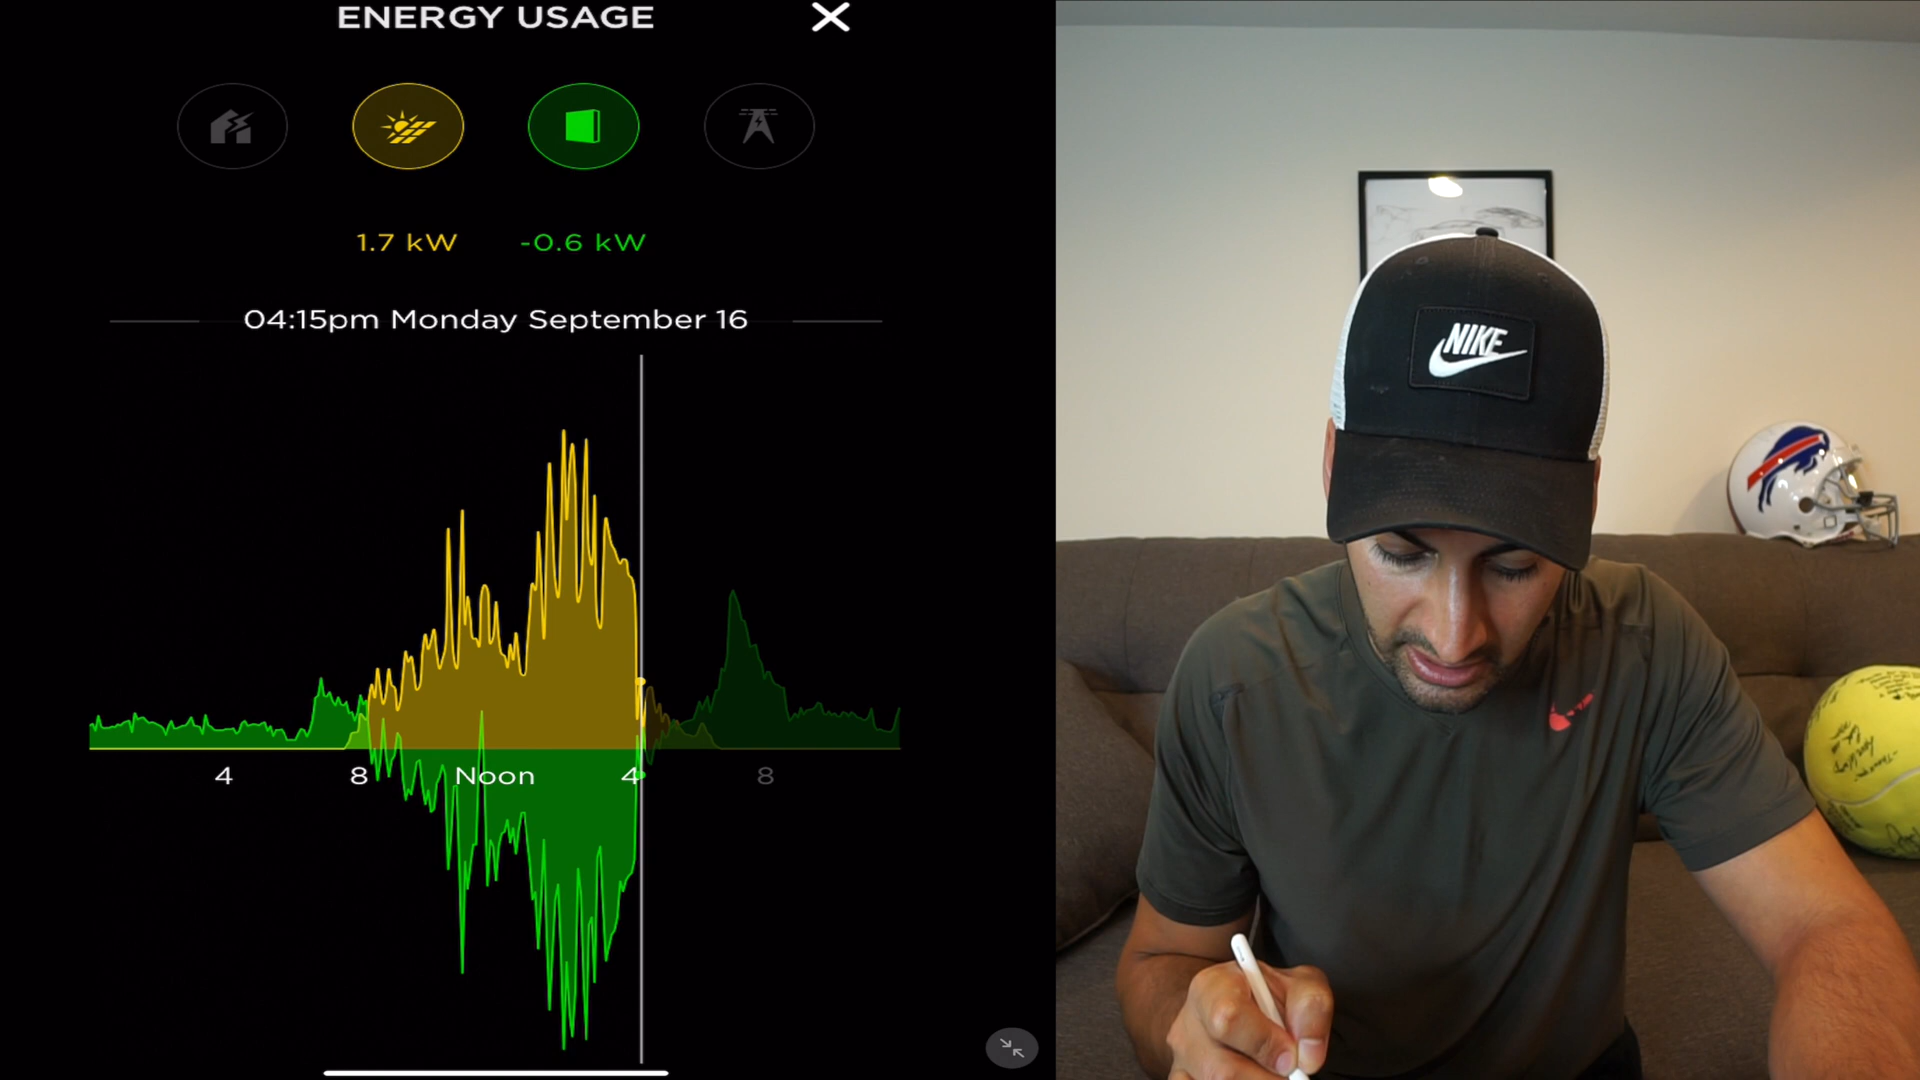 ENERGY USAGE
1.7 kW
-0.6 kW
04:15pm Monday September 16
4
8
Noon
4
8
NIKE